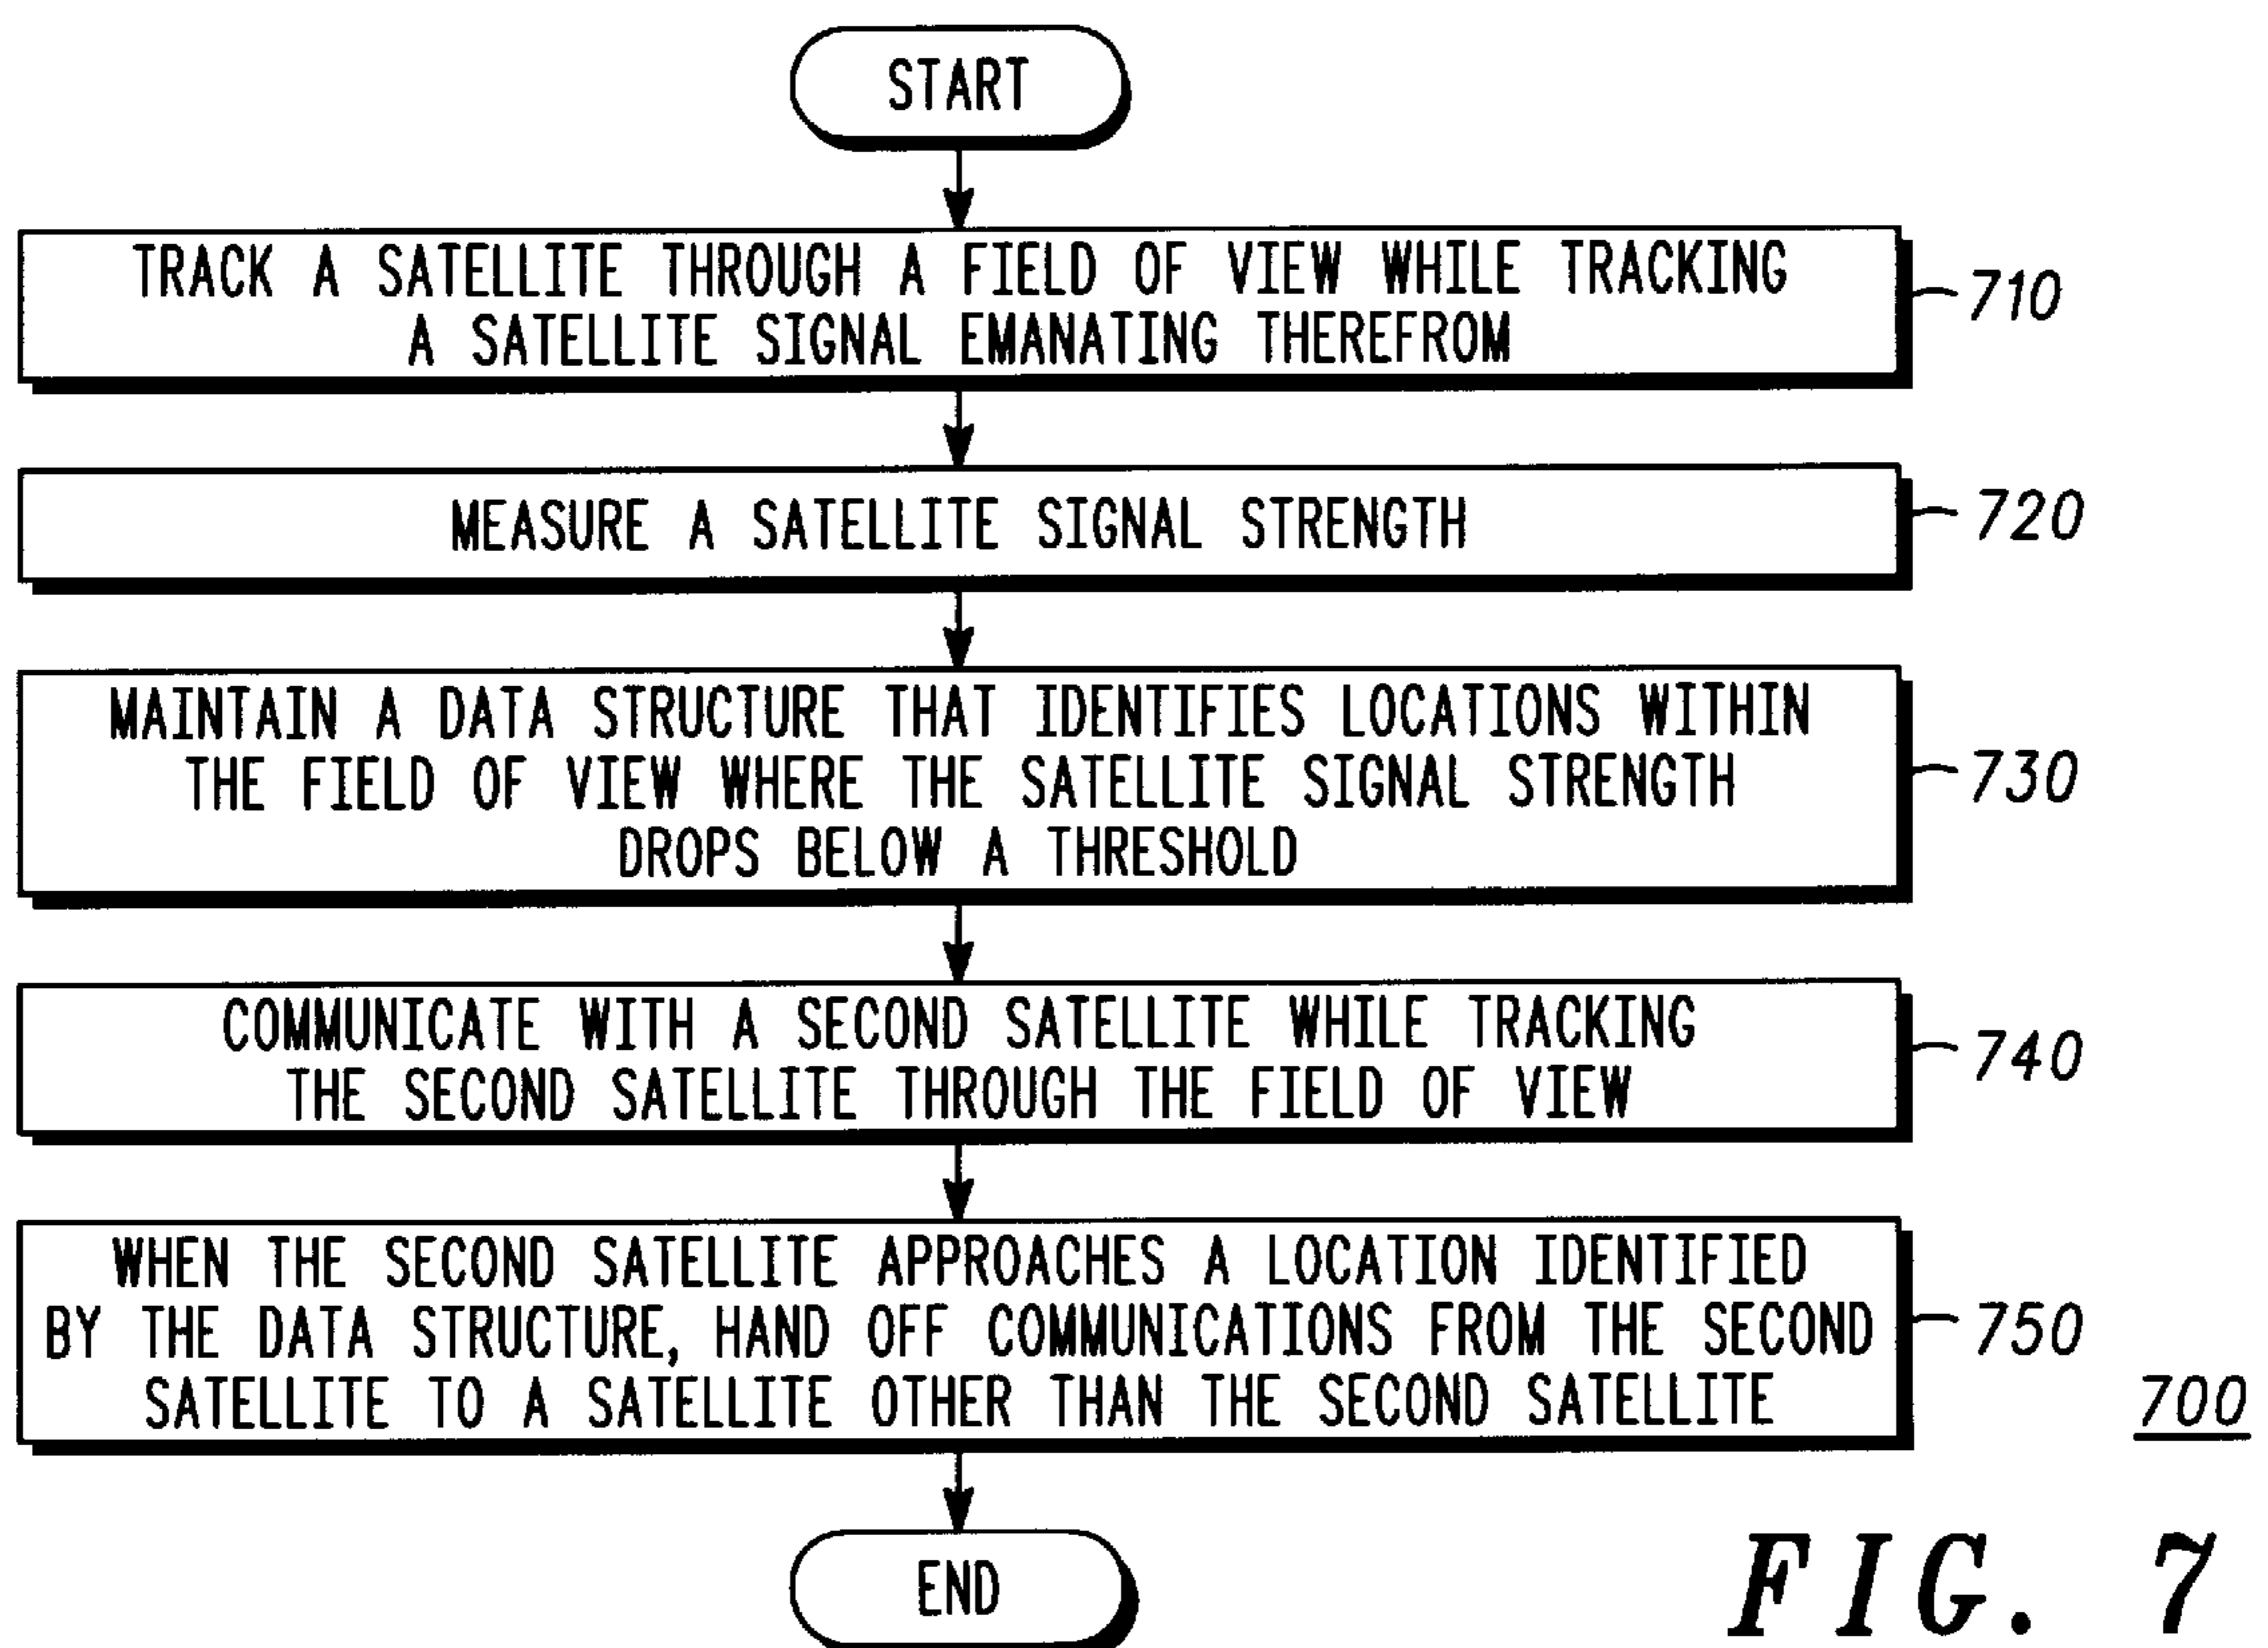 START
TRACK A SATELLITE THROUGH A FIELD OF VIEW WHILE TRACKING
A SATELLITE SIGNAL EMANATING THEREFROM
710
MEASURE A SATELLITE SIGNAL STRENGTH
720
MAINTAIN A DATA STRUCTURE THAT IDENTIFIES LOCATIONS WITHIN
THE FIELD OF VIEW WHERE THE SATELLITE SIGNAL STRENGTH
DROPS BELOW A THRESHOLD
730
COMMUNICATE WITH A SECOND SATELLITE WHILE TRACKING
THE SECOND SATELLITE THROUGH THE FIELD OF VIEW
740
WHEN THE SECOND SATELLITE APPROACHES A LOCATION IDENTIFIED
BY THE DATA STRUCTURE, HAND OFF COMMUNICATIONS FROM THE SECOND
SATELLITE TO A SATELLITE OTHER THAN THE SECOND SATELLITE
750
700
END
FIG. 7